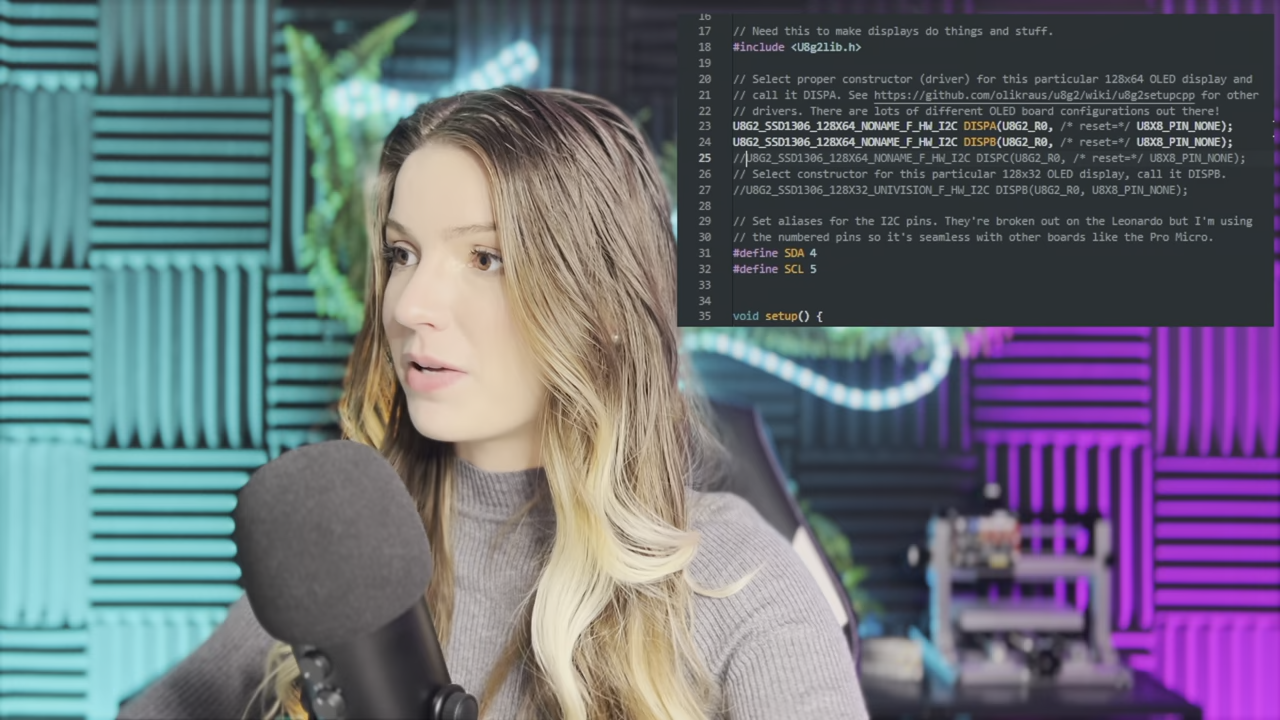 16
17 // Need this to make displays do things and stuff.
18 #include <U8g2lib.h>
19
20 // Select proper constructor (driver) for this particular 128x64 OLED display and
21 // call it DISPA. See https://github.com/olikraus/u8g2/wiki/u8g2setupcpp for other
22 // drivers. There are lots of different OLED board configurations out there!
23 U8G2_SSD1306_128X64_NONAME_F_HW_I2C DISPA(U8G2_R0, /* reset=*/ U8X8_PIN_NONE);
24 U8G2_SSD1306_128X64_NONAME_F_HW_I2C DISPB(U8G2_R0, /* reset=*/ U8X8_PIN_NONE);
25 //U8G2_SSD1306_128X64_NONAME_F_HW_I2C DISPC(U8G2_R0, /* reset=*/ U8X8_PIN_NONE);
26 // Select constructor for this particular 128x32 OLED display, call it DISPB.
27 //U8G2_SSD1306_128X32_UNIVISION_F_HW_I2C DISPB(U8G2_R0, U8X8_PIN_NONE);
28
29 // Set aliases for the I2C pins. They're broken out on the Leonardo but I'm using
30 // the numbered pins so it's seamless with other boards like the Pro Micro.
31 #define SDA 4
32 #define SCL 5
33
34
35 void setup() {